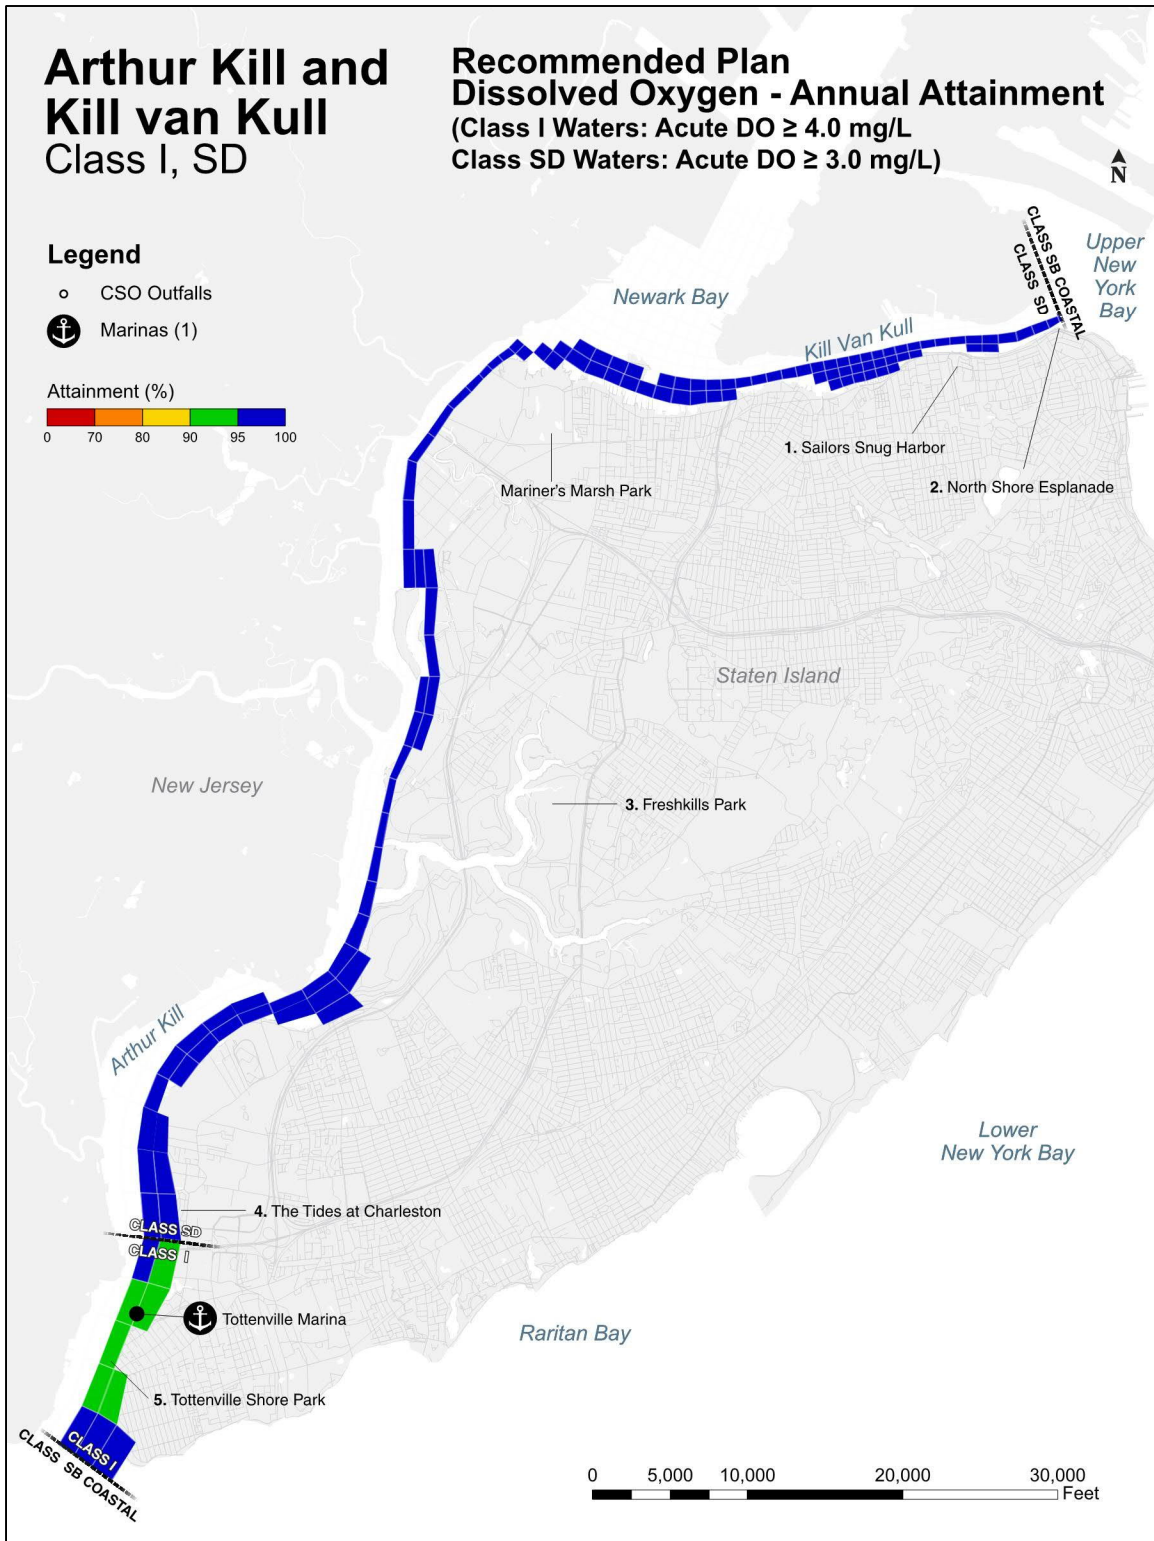 Arthur Kill and
Kill van Kull
Class I, SD
Recommended Plan
Dissolved Oxygen - Annual Attainment
(Class I Waters: Acute DO ≥ 4.0 mg/L
Class SD Waters: Acute DO ≥ 3.0 mg/L)
N
Legend
CSO Outfalls
Marinas (1)
Attainment (%)
0 70 80 90 95 100
CLASS SB COASTAL
CLASS SD
Upper
New
York
Bay
Newark Bay
Kill Van Kull
1. Sailors Snug Harbor
Mariner's Marsh Park
2. North Shore Esplanade
Staten Island
New Jersey
3. Freshkills Park
Arthur Kill
Lower
New York Bay
4. The Tides at Charleston
CLASS SD
CLASS I
Tottenville Marina
Raritan Bay
5. Tottenville Shore Park
CLASS I
CLASS SB COASTAL
0 5,000 10,000 20,000 30,000
Feet